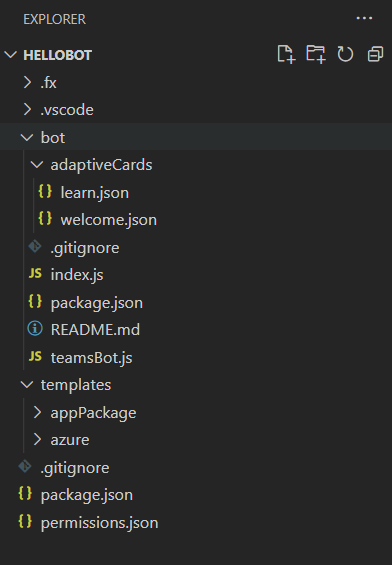 EXPLORER
HELLOBOT
.fx
.vscode
bot
adaptiveCards
{} learn.json
{} welcome.json
.gitignore
JS index.js
{} package.json
README.md
JS teamsBot.js
templates
appPackage
azure
.gitignore
{} package.json
{} permissions.json